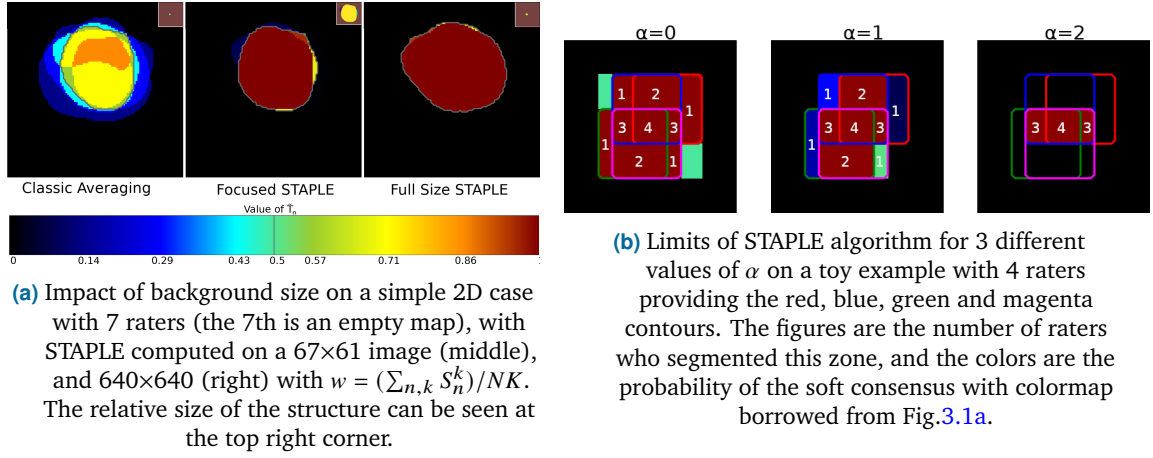 Classic Averaging
Focused STAPLE
Full Size STAPLE
Value of T̃ₙ
0 0.14 0.29 0.43 0.5 0.57 0.71 0.86
(a) Impact of background size on a simple 2D case
with 7 raters (the 7th is an empty map), with
STAPLE computed on a 67×61 image (middle),
and 640×640 (right) with w = (∑ₙ,ₖ Sₙᵏ)/NK.
The relative size of the structure can be seen at
the top right corner.
α=0 α=1 α=2
1 2 1
3 4 3
1 2 1
2 1
3 4 3
1 2 1
3 4 3
(b) Limits of STAPLE algorithm for 3 different
values of α on a toy example with 4 raters
providing the red, blue, green and magenta
contours. The figures are the number of raters
who segmented this zone, and the colors are the
probability of the soft consensus with colormap
borrowed from Fig.3.1a.